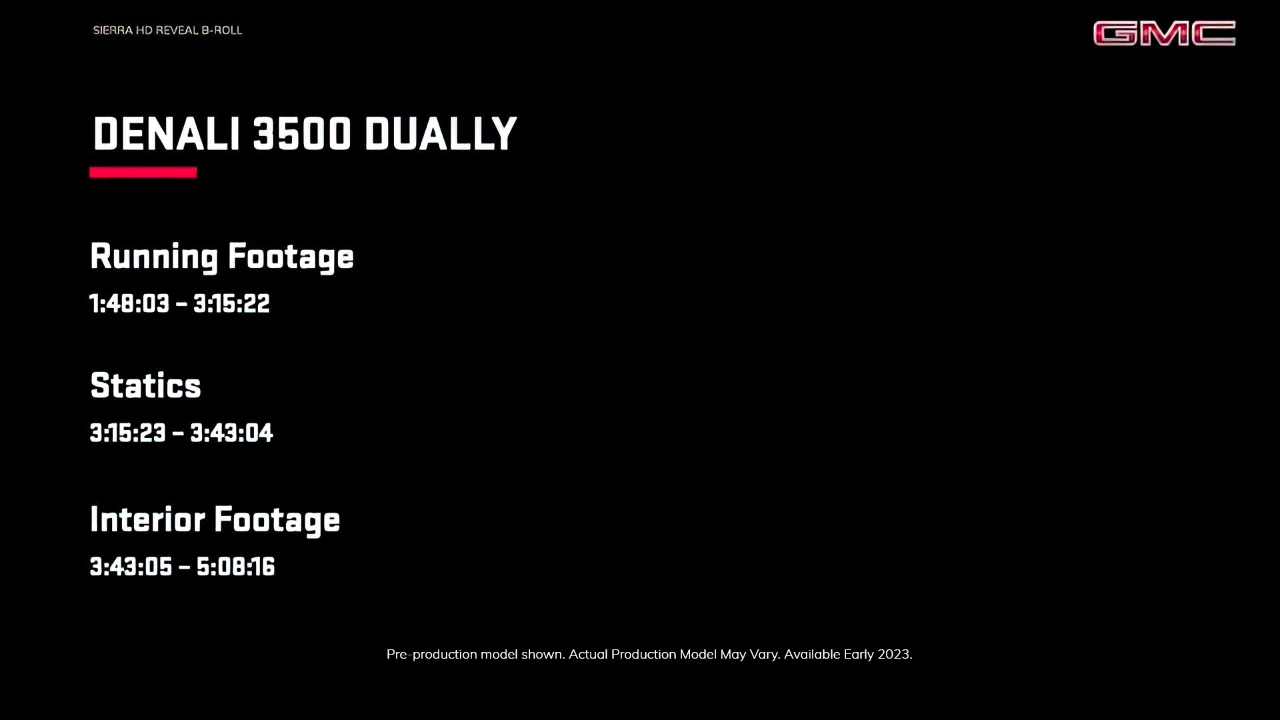 SIERRA HD REVEAL B-ROLL
GMC
DENALI 3500 DUALLY
Running Footage
1:48:03 – 3:15:22
Statics
3:15:23 – 3:43:04
Interior Footage
3:43:05 – 5:08:16
Pre-production model shown. Actual Production Model May Vary. Available Early 2023.